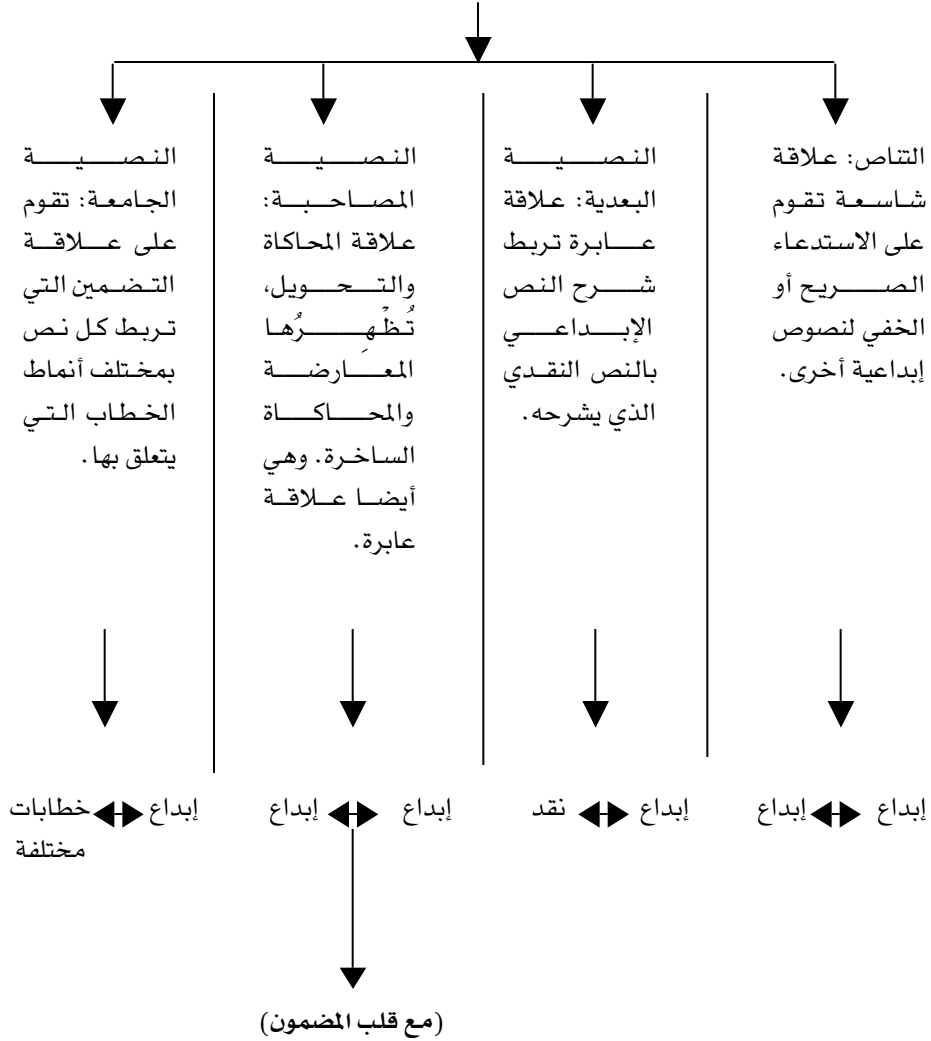 التناص: علاقة
شاسعة تقوم
على الاستدعاء
الصريح أو
الخفي لنصوص
إبداعية أخرى.
النصية
البعدية: علاقة
عابرة تربط
شرح النص
الإبداعي
بالنص النقدي
الذي يشرحه.
النصية
المصاحبة:
علاقة المحاكاة
والتحويل،
تُظْهِرُها
المعارضة
والمحاكاة
الساخرة. وهي
أيضا علاقة
عابرة.
النصية
الجامعة: تقوم
على علاقة
التضمين التي
تربط كل نص
بمختلف أنماط
الخطاب التي
يتعلق بها.
إبداع إبداع
إبداع نقد
إبداع إبداع
إبداع خطابات
مختلفة
(مع قلب المضمون)